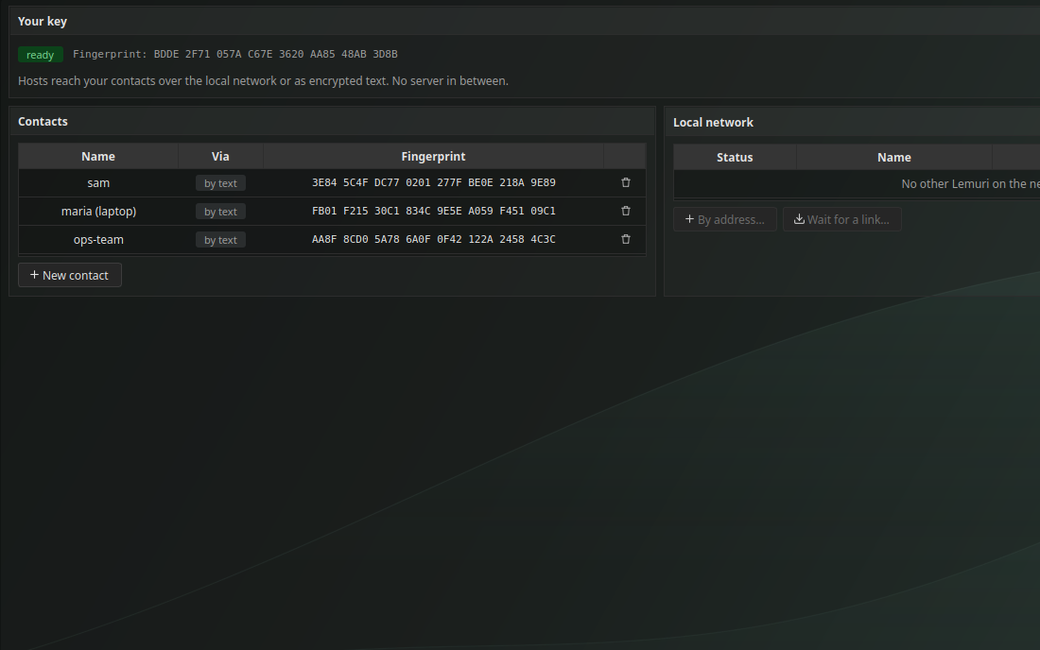 Your key
ready Fingerprint: BDDE 2F71 057A C67E 3620 AA85 48AB 3D8B
Hosts reach your contacts over the local network or as encrypted text. No server in between.
Contacts
Name Via Fingerprint
sam by text 3E84 5C4F DC77 0201 277F BE0E 218A 9E89
maria (laptop) by text FB01 F215 30C1 834C 9E5E A059 F451 09C1
ops-team by text AA8F 8CD0 5A78 6A0F 0F42 122A 2458 4C3C
+ New contact
Local network
Status Name
No other Lemuri on the ne
+ By address...
Wait for a link...